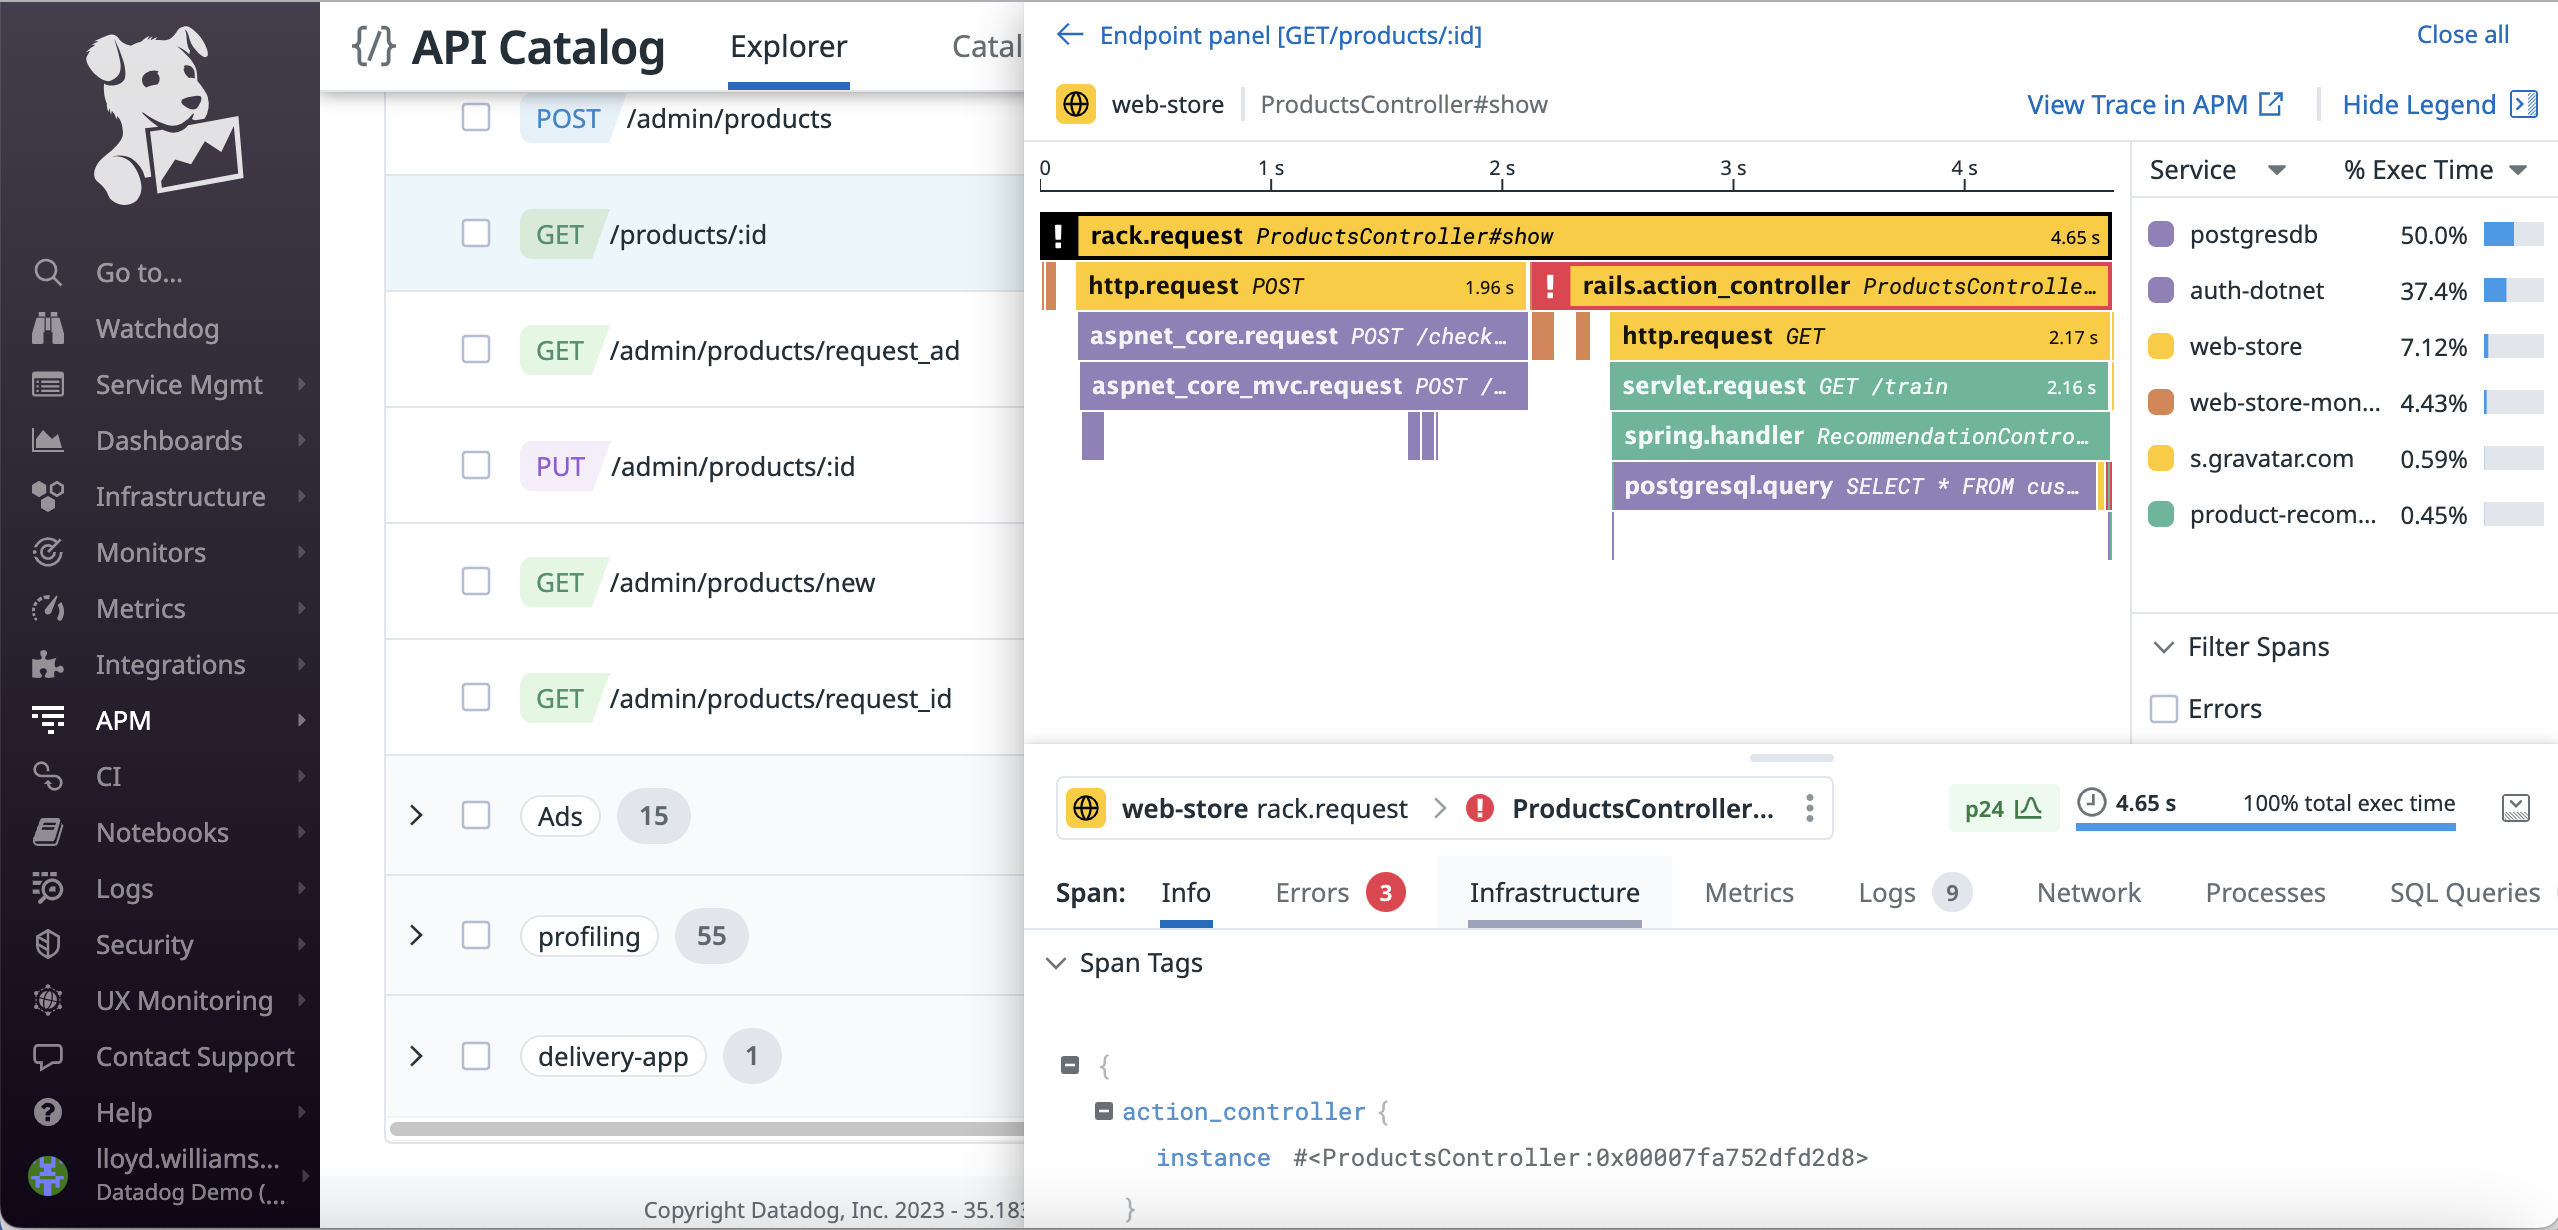 Go to...
Watchdog
Service Mgmt
Dashboards
Infrastructure
Monitors
Metrics
Integrations
APM
CI
Notebooks
Logs
Security
UX Monitoring
Contact Support
Help
lloyd.williams...
Datadog Demo (...
{/} API Catalog
Explorer
Catal
POST /admin/products
GET /products/:id
GET /admin/products/request_ad
PUT /admin/products/:id
GET /admin/products/new
GET /admin/products/request_id
Ads 15
profiling 55
delivery-app 1
Copyright Datadog, Inc. 2023 - 35.183
Endpoint panel [GET/products/:id]
Close all
web-store ProductsController#show
View Trace in APM
Hide Legend
0 1 s 2 s 3 s 4 s
! rack.request ProductsController#show 4.65 s
http.request POST 1.96 s
! rails.action_controller ProductsControlle...
aspnet_core.request POST /check...
http.request GET 2.17 s
aspnet_core_mvc.request POST /...
servlet.request GET /train 2.16 s
spring.handler RecommendationContro...
postgresql.query SELECT * FROM cus...
Service % Exec Time
postgresdb 50.0%
auth-dotnet 37.4%
web-store 7.12%
web-store-mon... 4.43%
s.gravatar.com 0.59%
product-recom... 0.45%
Filter Spans
Errors
web-store rack.request ! ProductsController...
p24
4.65 s 100% total exec time
Span: Info Errors 3 Infrastructure Metrics Logs 9 Network Processes SQL Queries
Span Tags
{
action_controller {
instance #<ProductsController:0x00007fa752dfd2d8>
}